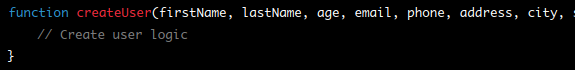 function createUser(firstName, lastName, age, email, phone, address, city,
// Create user logic
}